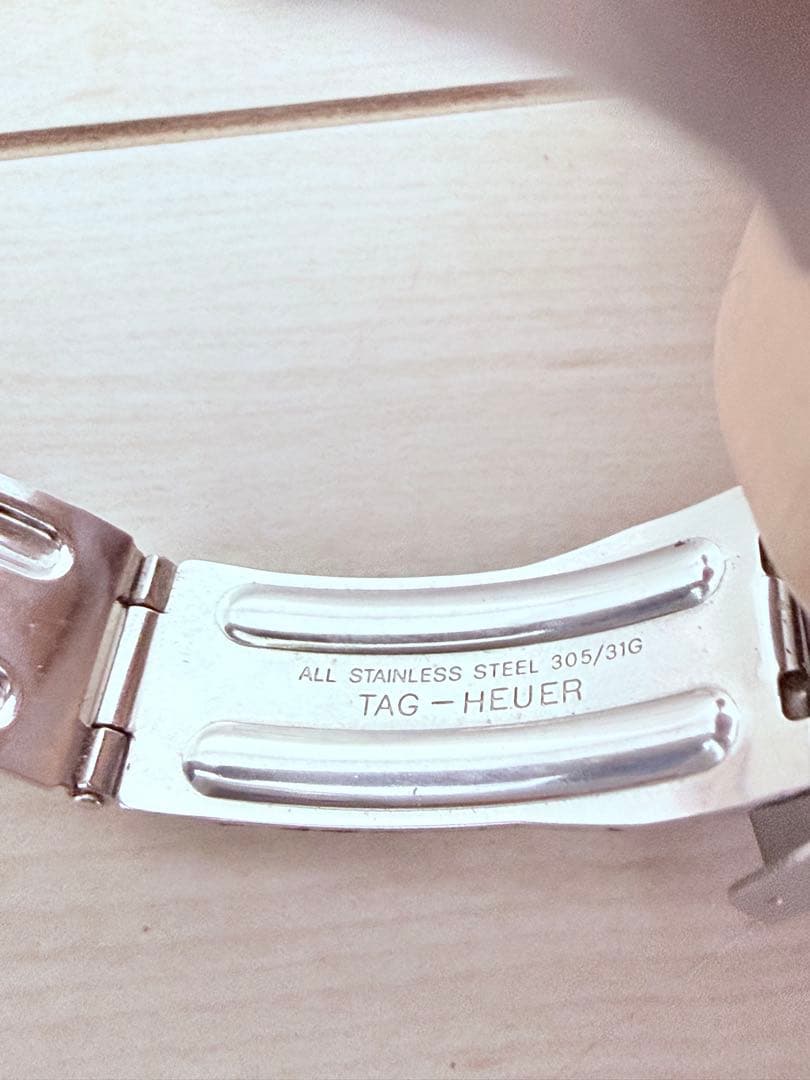 ALL STAINLESS STEEL 305/31G
TAG-HEUER